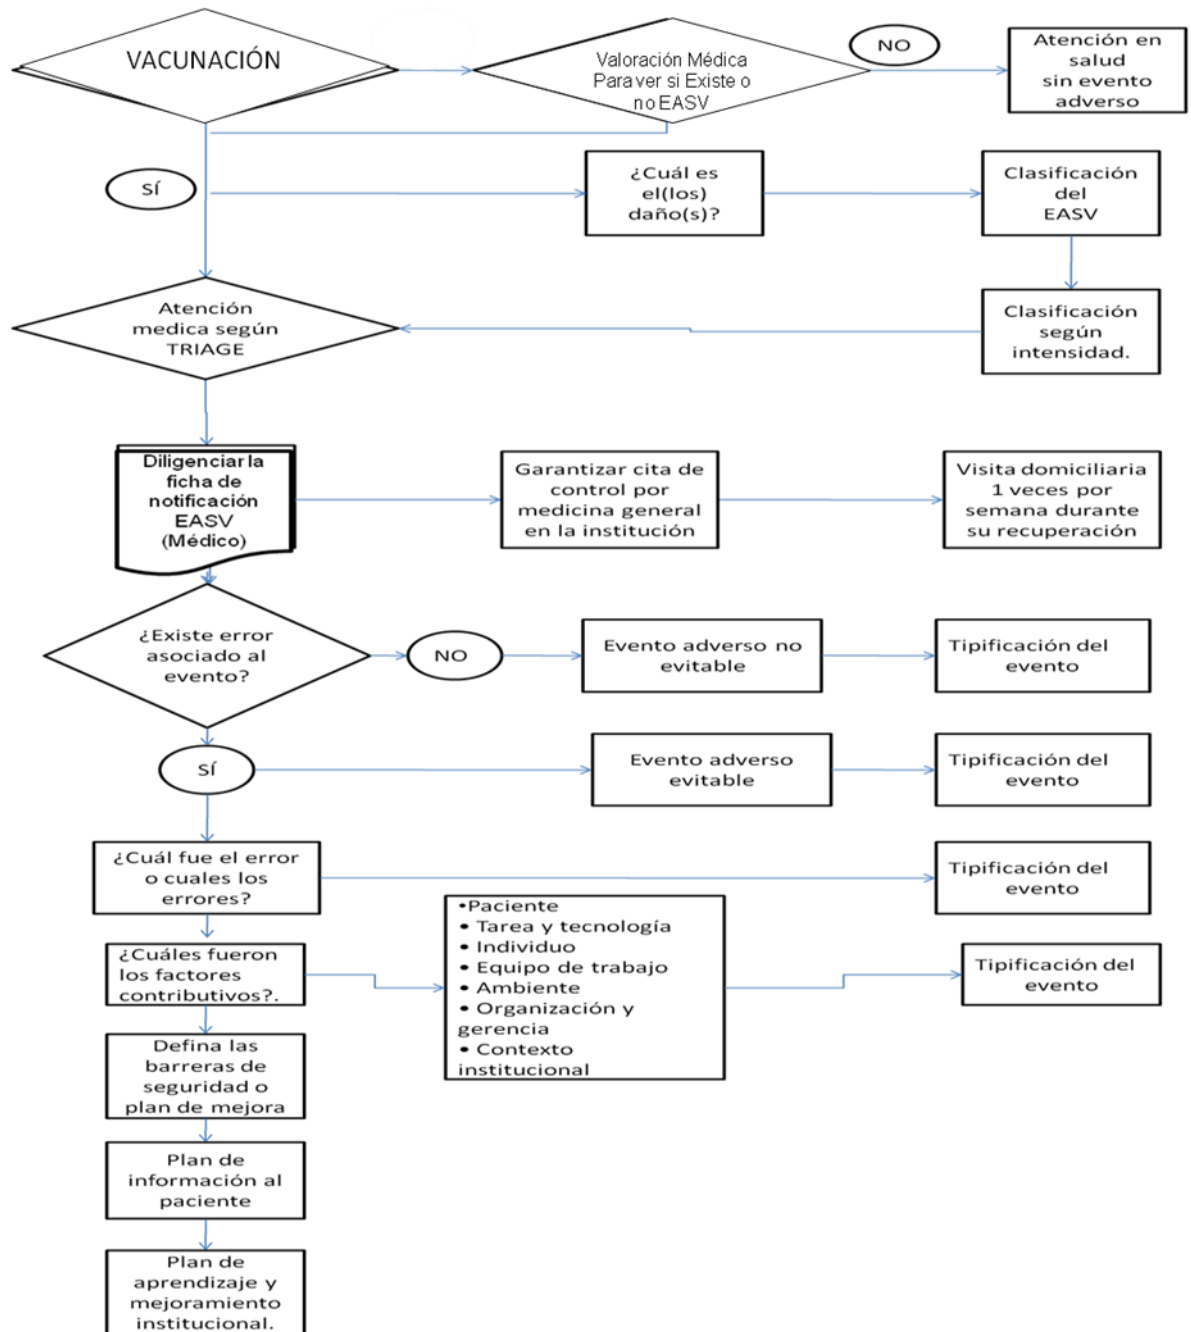 VACUNACIÓN
Valoración Médica
Para ver si Existe o
no EASV
NO
Atención en
salud
sin evento
adverso
SÍ
¿Cuál es
el(los)
daño(s)?
Clasificación
del
EASV
Atención
medica según
TRIAGE
Clasificación
según
intensidad.
Diligenciar la
ficha de
notificación
EASV
(Médico)
Garantizar cita de
control por
medicina general
en la institución
Visita domiciliaria
1 veces por
semana durante
su recuperación
¿Existe error
asociado al
evento?
NO
Evento adverso no
evitable
Tipificación del
evento
SÍ
Evento adverso
evitable
Tipificación del
evento
¿Cuál fue el error
o cuales los
errores?
Tipificación del
evento
¿Cuáles fueron
los factores
contributivos?.
•Paciente
• Tarea y tecnología
• Individuo
• Equipo de trabajo
• Ambiente
• Organización y
gerencia
• Contexto
institucional
Tipificación del
evento
Defina las
barreras de
seguridad o
plan de mejora
Plan de
información al
paciente
Plan de
aprendizaje y
mejoramiento
institucional.